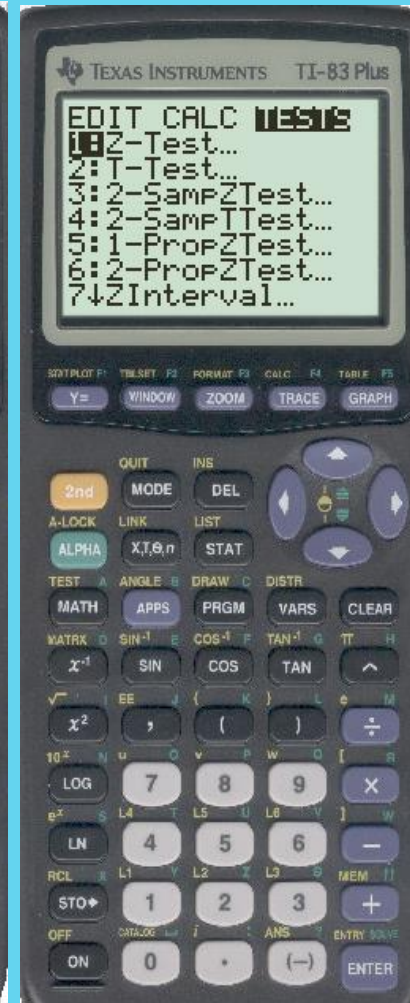 TEXAS INSTRUMENTS TI-83 Plus
EDIT CALC TESTS
1:Z-Test…
2:T-Test…
3:2-SampZTest…
4:2-SampTTest…
5:1-PropZTest…
6:2-PropZTest…
7↓ZInterval…
STAT PLOT F1 TBLSET F2 FORMAT F3 CALC F4 TABLE F5
Y= WINDOW ZOOM TRACE GRAPH
QUIT INS
2nd MODE DEL
A-LOCK LINK LIST
ALPHA X,T,θ,n STAT
TEST A ANGLE B DRAW C DISTR
MATH APPS PRGM VARS CLEAR
MATRX D SIN⁻¹ E COS⁻¹ F TAN⁻¹ G π H
x⁻¹ SIN COS TAN ^
√ I EE J { K } L e M
x² , ( ) ÷
10ˣ N u O v P w Q [ R
LOG 7 8 9 ×
eˣ S L4 T L5 U L6 V ] W
LN 4 5 6 −
RCL X L1 Y L2 Z L3 θ MEM "
STO▸ 1 2 3 +
OFF CATALOG i : ANS ? ENTRY SOLVE
ON 0 . (−) ENTER